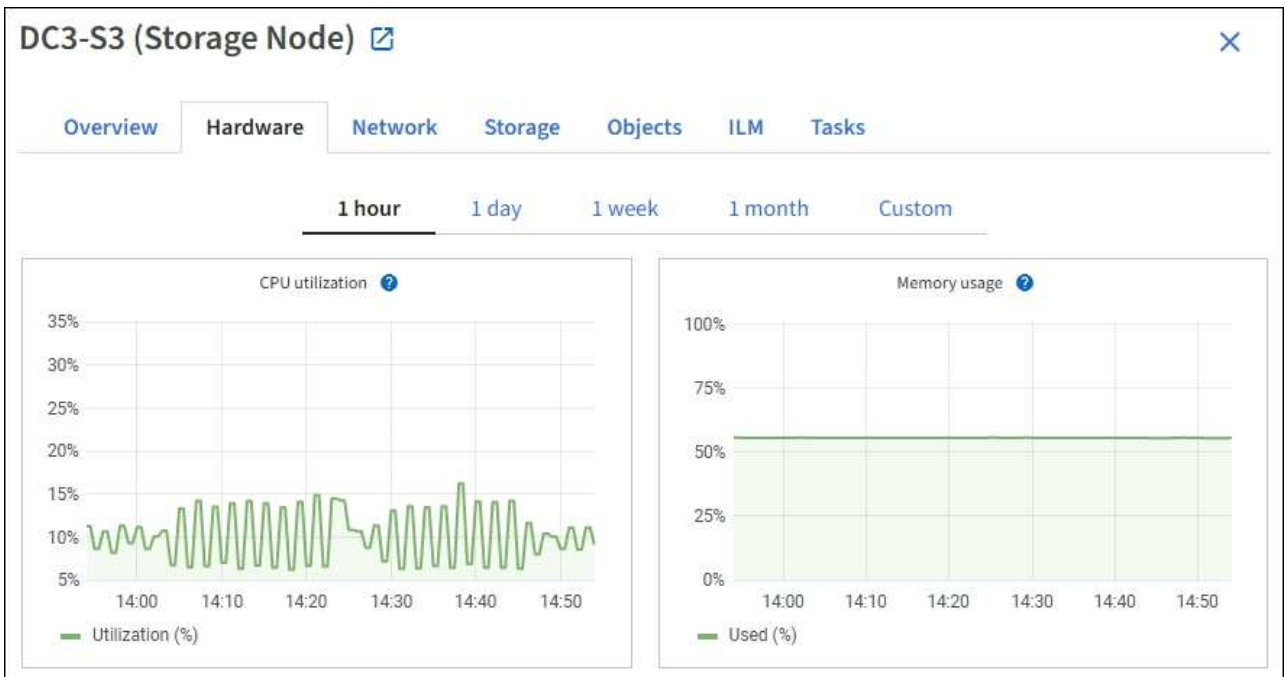 DC3-S3 (Storage Node)
Overview Hardware Network Storage Objects ILM Tasks
1 hour 1 day 1 week 1 month Custom
CPU utilization ?
35%
30%
25%
20%
15%
10%
5%
14:00 14:10 14:20 14:30 14:40 14:50
Utilization (%)
Memory usage ?
100%
75%
50%
25%
0%
14:00 14:10 14:20 14:30 14:40 14:50
Used (%)